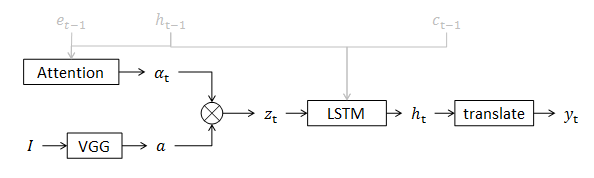 e_{t-1} h_{t-1} c_{t-1}
Attention α_t
z_t LSTM h_t translate y_t
I VGG a